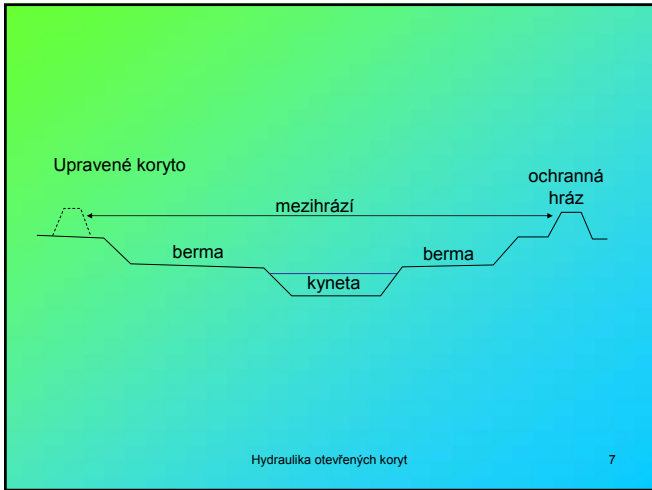 Upravené koryto
ochranná
hráz
mezihrází
berma
berma
kyneta
Hydraulika otevřených koryt
7